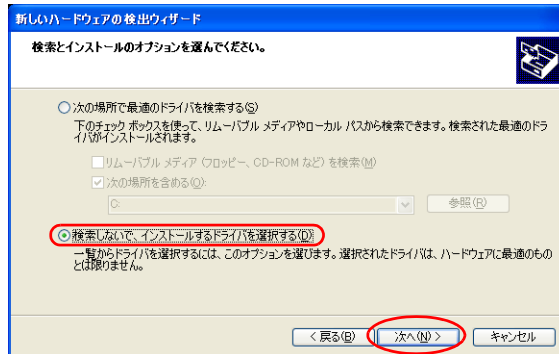 新しいハードウェアの検出ウィザード
検索とインストールのオプションを選んでください。
次の場所で最適のドライバを検索する(S)
下のチェック ボックスを使って、リムーバブル メディアやローカル パスから検索できます。検索された最適のドラ
イバがインストールされます。
リムーバブル メディア (フロッピー、CD-ROM など) を検索(M)
次の場所を含める(O):
C:
参照(R)
検索しないで、インストールするドライバを選択する(D)
一覧からドライバを選択するには、このオプションを選びます。選択されたドライバは、ハードウェアに最適のもの
とは限りません。
< 戻る(B)
次へ(N) >
キャンセル